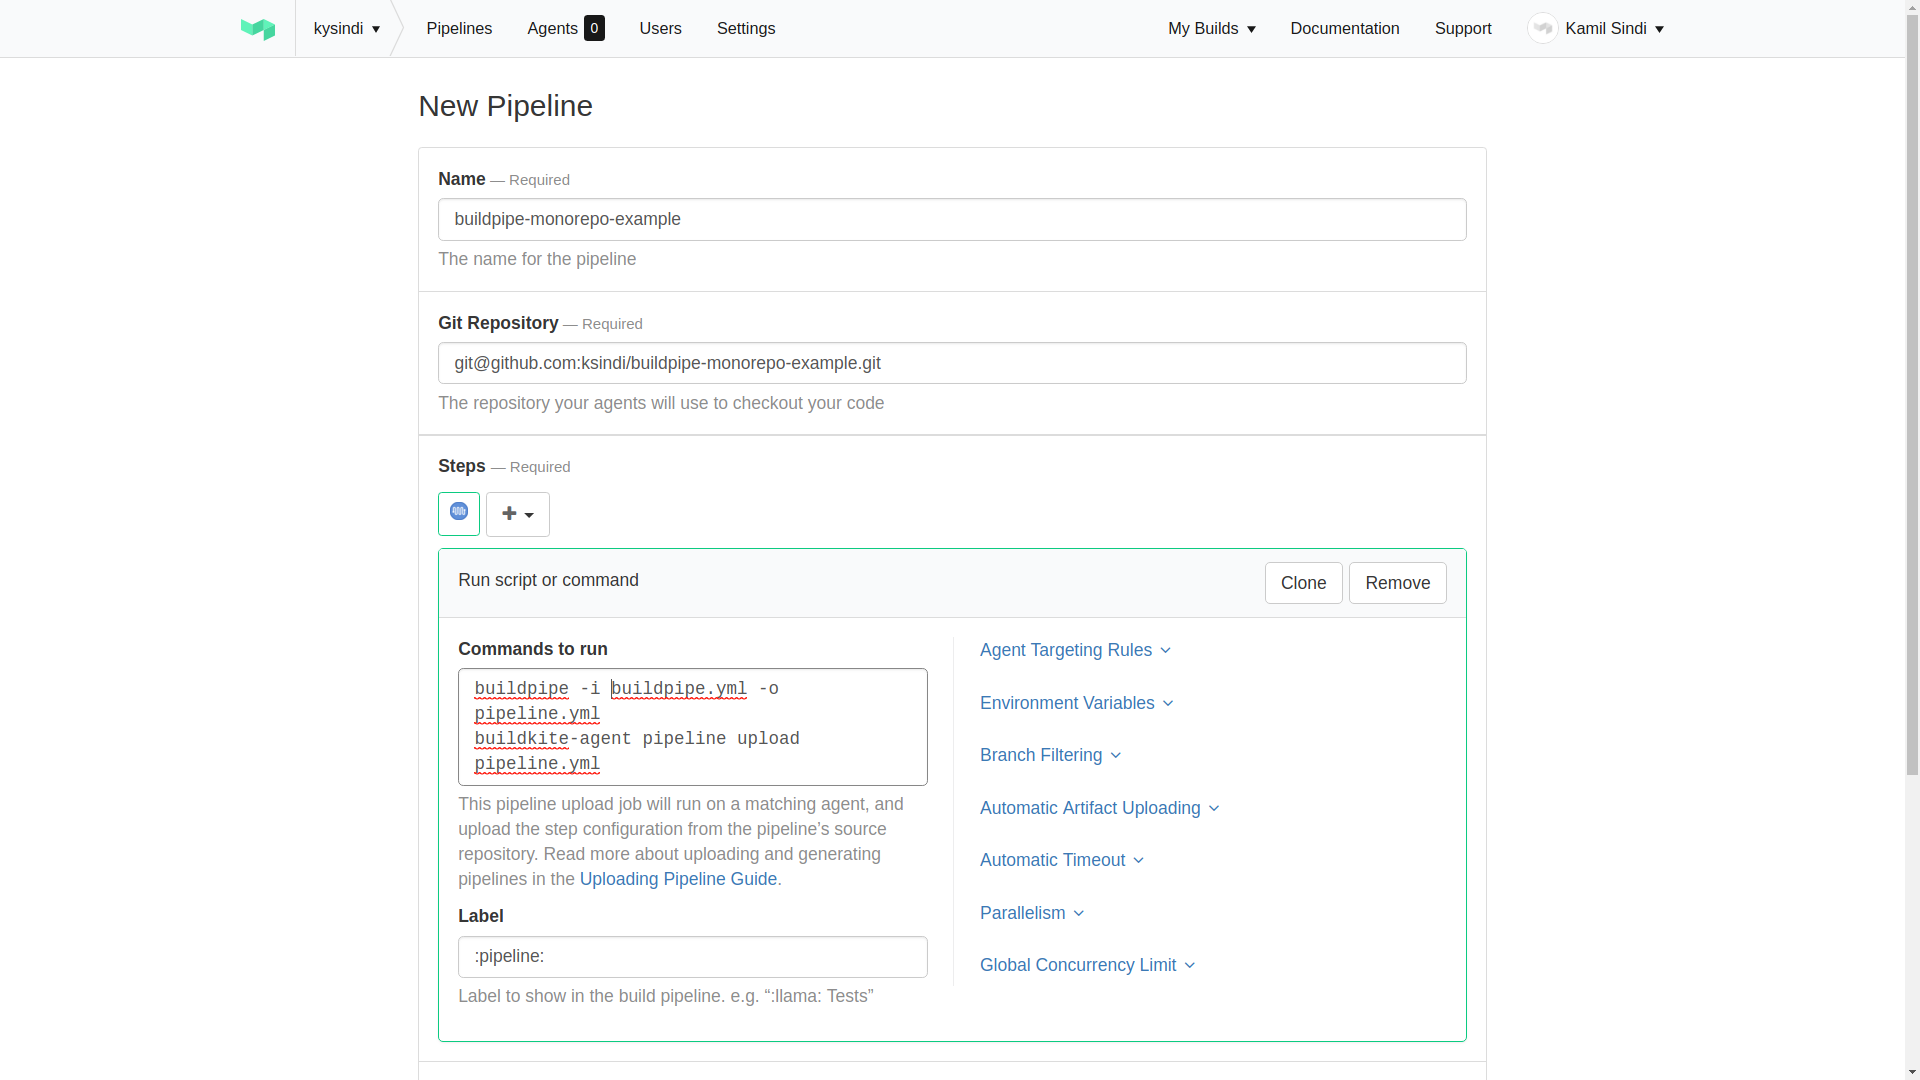 kysindi
Pipelines
Agents 0
Users
Settings
My Builds
Documentation
Support
Kamil Sindi
New Pipeline
Name — Required
buildpipe-monorepo-example
The name for the pipeline
Git Repository — Required
git@github.com:ksindi/buildpipe-monorepo-example.git
The repository your agents will use to checkout your code
Steps — Required
Run script or command
Clone
Remove
Commands to run
buildpipe -i buildpipe.yml -o
pipeline.yml
buildkite-agent pipeline upload
pipeline.yml
This pipeline upload job will run on a matching agent, and
upload the step configuration from the pipeline’s source
repository. Read more about uploading and generating
pipelines in the Uploading Pipeline Guide.
Label
:pipeline:
Label to show in the build pipeline. e.g. “:llama: Tests”
Agent Targeting Rules
Environment Variables
Branch Filtering
Automatic Artifact Uploading
Automatic Timeout
Parallelism
Global Concurrency Limit